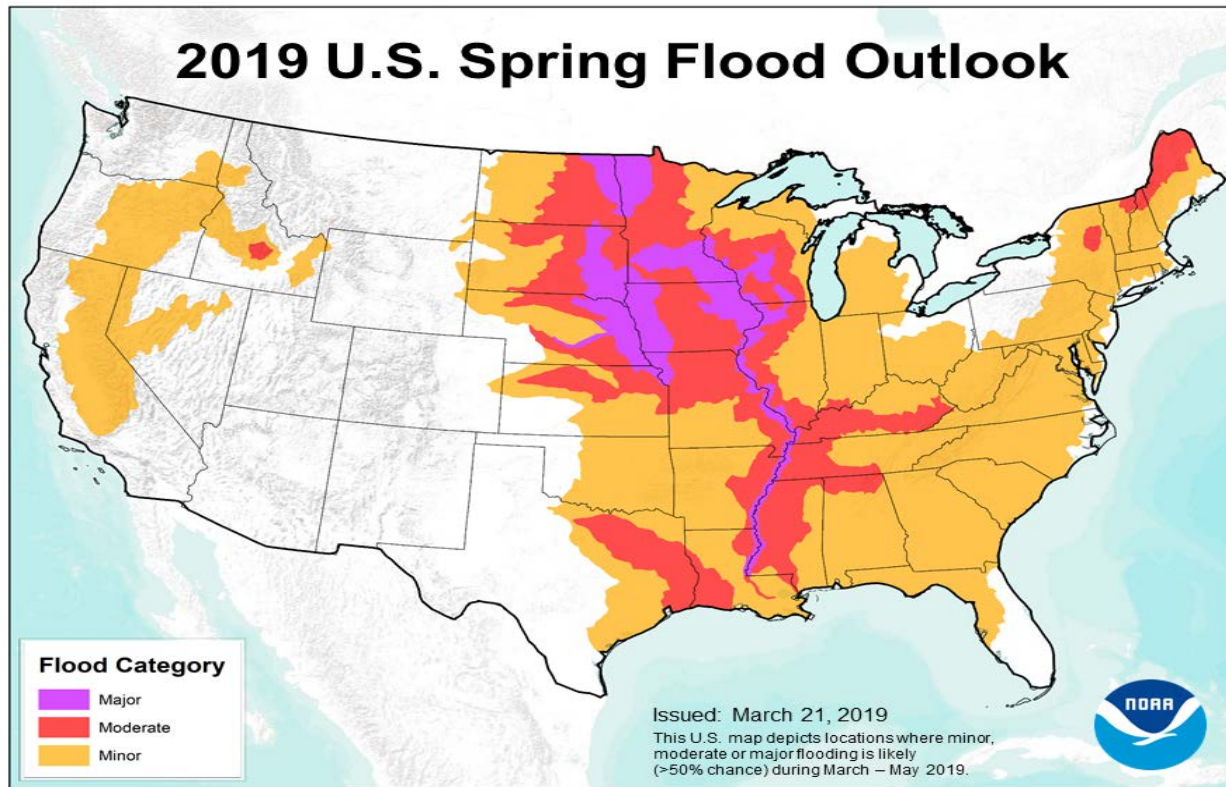 2019 U.S. Spring Flood Outlook
Flood Category
Major
Moderate
Minor
Issued: March 21, 2019
This U.S. map depicts locations where minor,
moderate or major flooding is likely
(>50% chance) during March – May 2019.
NOAA